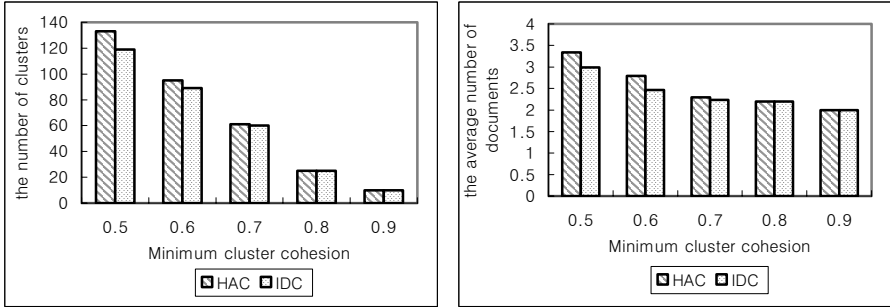 the number of clusters
140
120
100
80
60
40
20
0
0.5 0.6 0.7 0.8 0.9
Minimum cluster cohesion
HAC IDC
the average number of
documents
4
3.5
3
2.5
2
2
1.5
1
0.5
0
0.5 0.6 0.7 0.8 0.9
Minimum cluster cohesion
HAC IDC